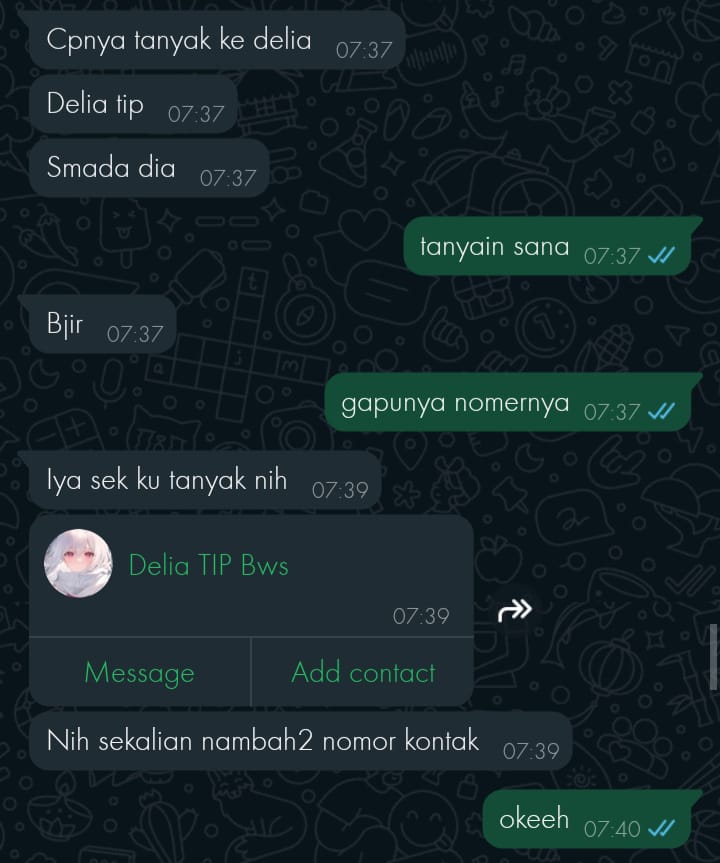 Cpnya tanyak ke delia 07:37
Delia tip 07:37
Smada dia 07:37
tanyain sana 07:37
Bjir 07:37
gapunya nomernya 07:37
Iya sek ku tanyak nih 07:39
Delia TIP Bws
07:39
Message Add contact
Nih sekalian nambah2 nomor kontak 07:39
okeeh 07:40